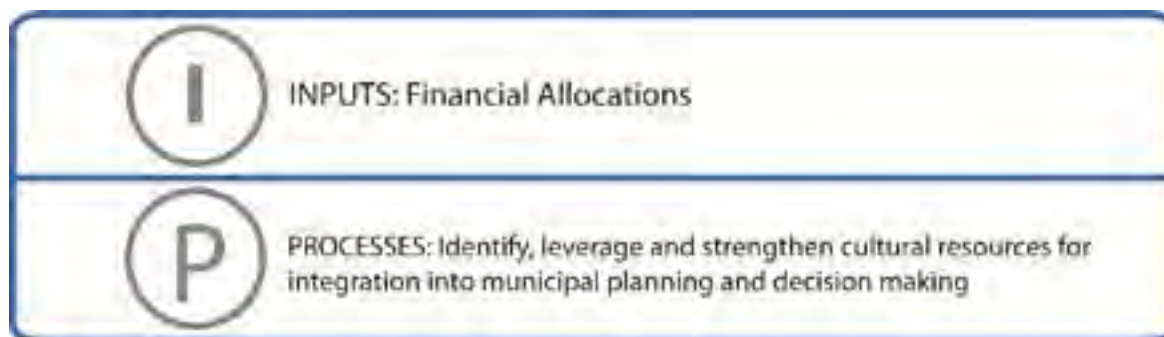 I
INPUTS: Financial Allocations
P
PROCESSES: Identify, leverage and strengthen cultural resources for
integration into municipal planning and decision making